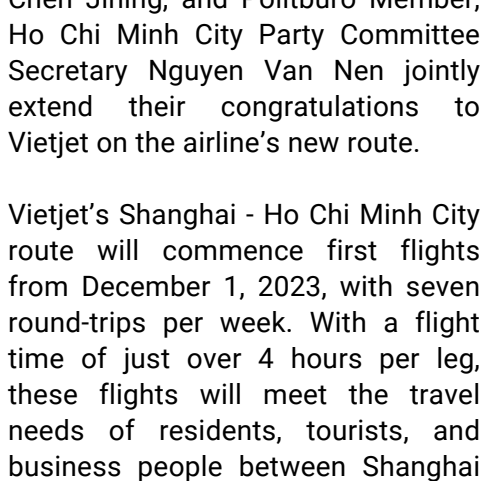 Chen Jining, and Politburo Member,
Ho Chi Minh City Party Committee
Secretary Nguyen Van Nen jointly
extend their congratulations to
Vietjet on the airline’s new route.
Vietjet’s Shanghai - Ho Chi Minh City
route will commence first flights
from December 1, 2023, with seven
round-trips per week. With a flight
time of just over 4 hours per leg,
these flights will meet the travel
needs of residents, tourists, and
business people between Shanghai